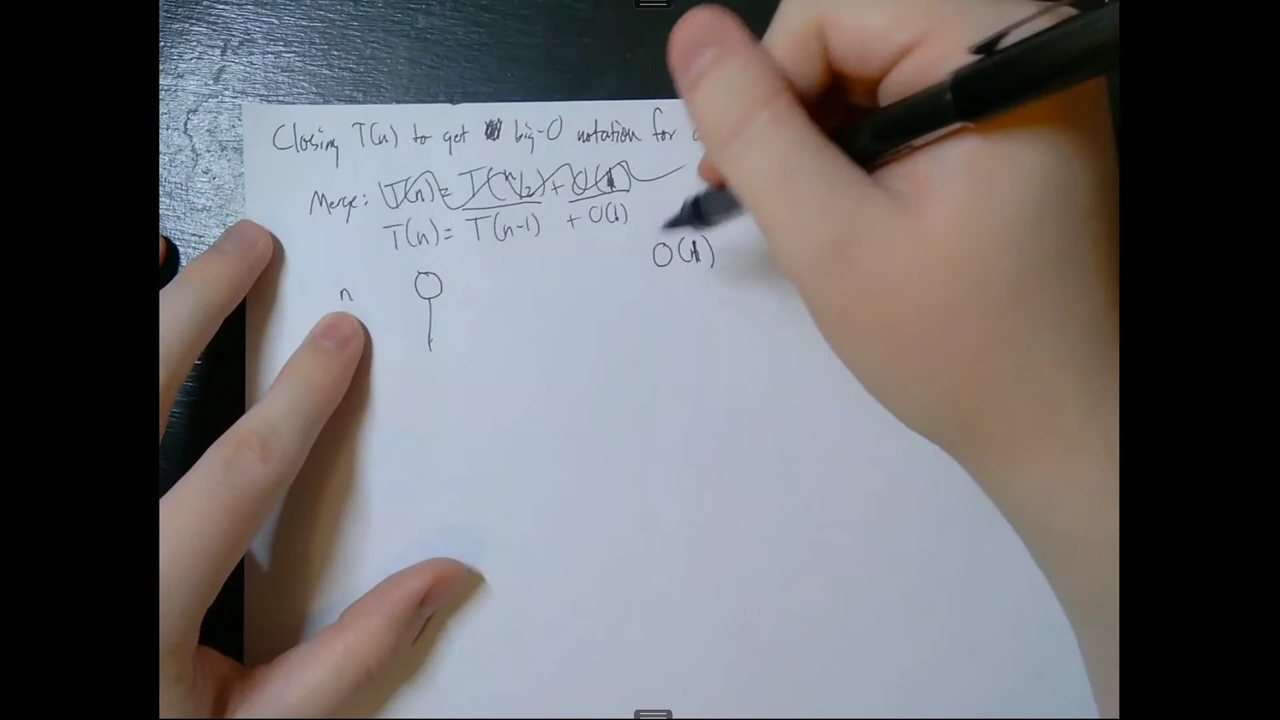 Closing T(n) to get big-O notation for
Merge: T(n) = T(n/2) + O(1)
T(n) = T(n-1) + O(1)
O(1)
n